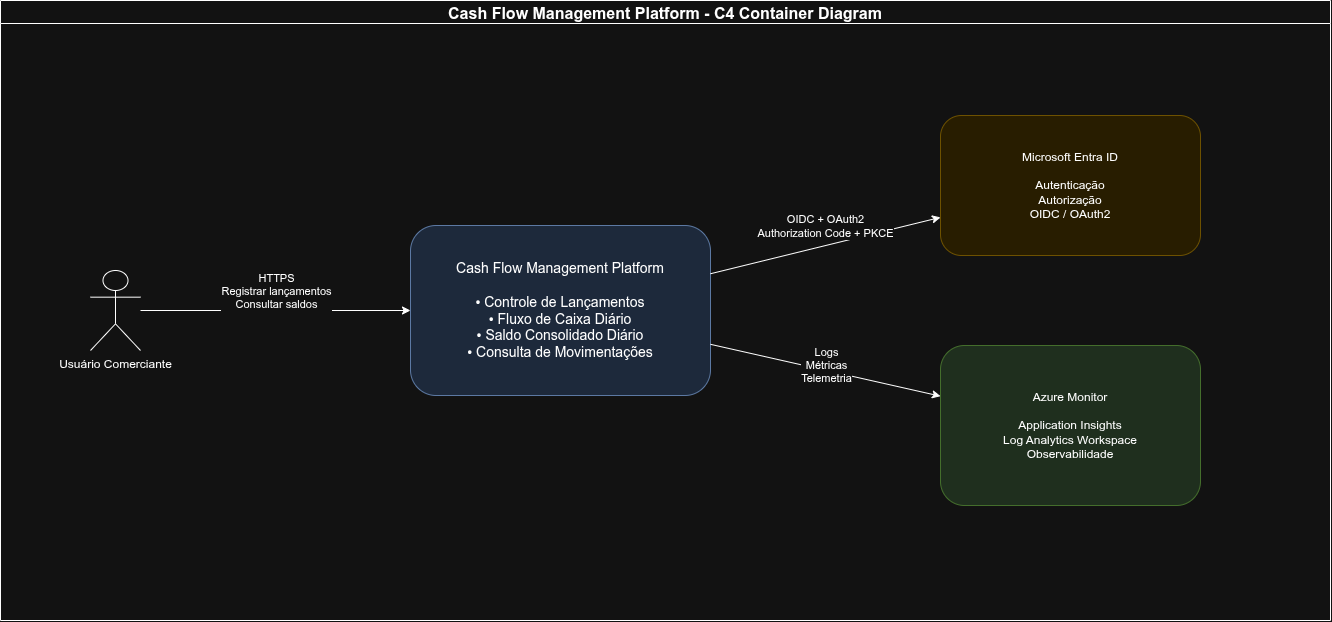 Cash Flow Management Platform - C4 Container Diagram
Microsoft Entra ID
Autenticação
Autorização
OIDC / OAuth2
OIDC + OAuth2
Authorization Code + PKCE
Cash Flow Management Platform
• Controle de Lançamentos
• Fluxo de Caixa Diário
• Saldo Consolidado Diário
• Consulta de Movimentações
HTTPS
Registrar lançamentos
Consultar saldos
Usuário Comerciante
Logs
Métricas
Telemetria
Azure Monitor
Application Insights
Log Analytics Workspace
Observabilidade